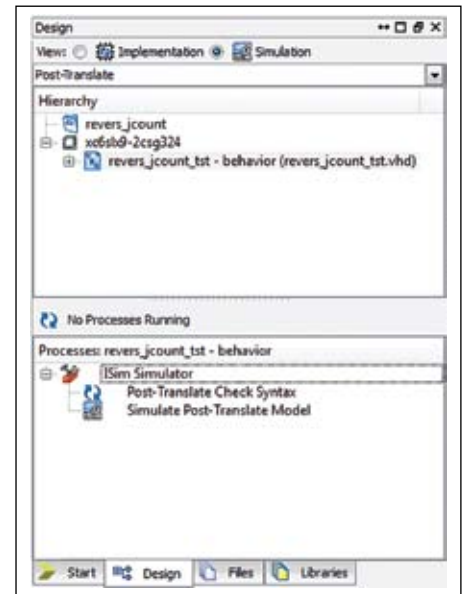 Design
View: Implementation Simulation
Post-Translate
Hierarchy
revers_jcount
xc6slx9-2csg324
revers_jcount_tst - behavior (revers_jcount_tst.vhd)
No Processes Running
Processes: revers_jcount_tst - behavior
ISim Simulator
Post-Translate Check Syntax
Simulate Post-Translate Model
Start Design Files Libraries